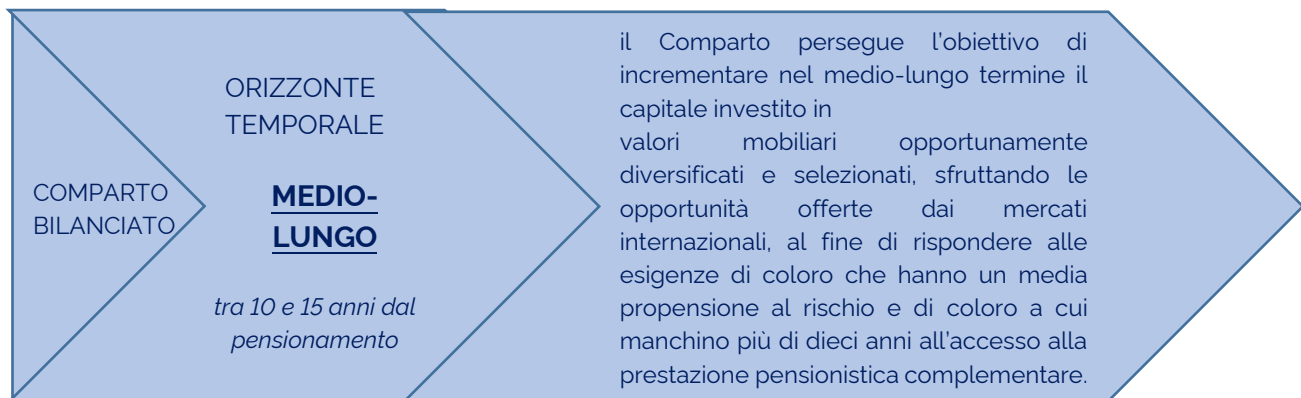 COMPARTO
BILANCIATO
ORIZZONTE
TEMPORALE
MEDIO-
LUNGO
tra 10 e 15 anni dal
pensionamento
il Comparto persegue l'obiettivo di
incrementare nel medio-lungo termine il
capitale investito in
valori mobiliari opportunamente
diversificati e selezionati, sfruttando le
opportunità offerte dai mercati
internazionali, al fine di rispondere alle
esigenze di coloro che hanno un media
propensione al rischio e di coloro a cui
manchino più di dieci anni all'accesso alla
prestazione pensionistica complementare.